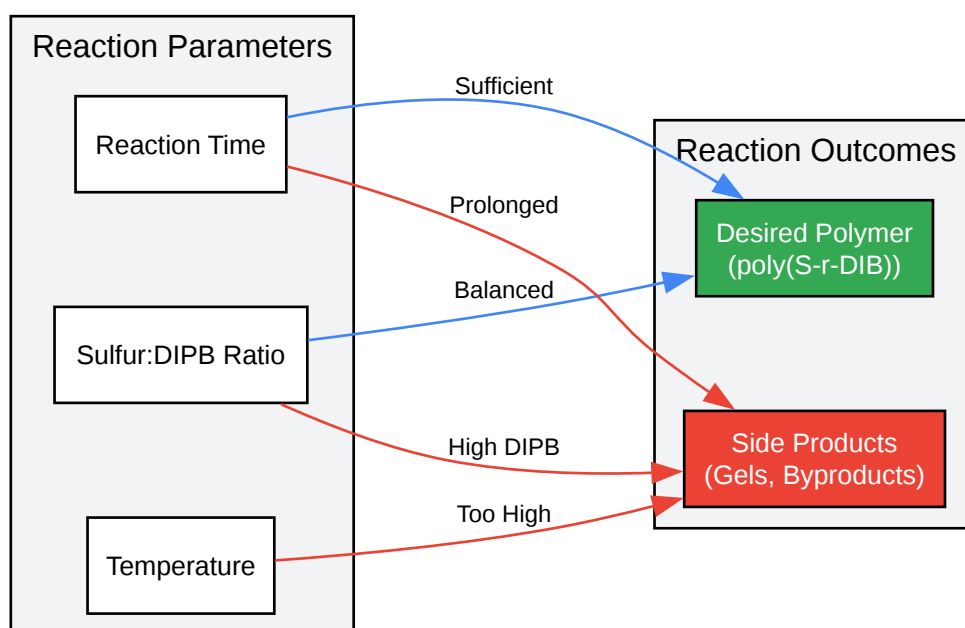 Reaction Parameters
Reaction Time
Sulfur:DIPB Ratio
Temperature
Sufficient
Prolonged
Balanced
High DIPB
Too High
Reaction Outcomes
Desired Polymer
(poly(S-r-DIB))
Side Products
(Gels, Byproducts)